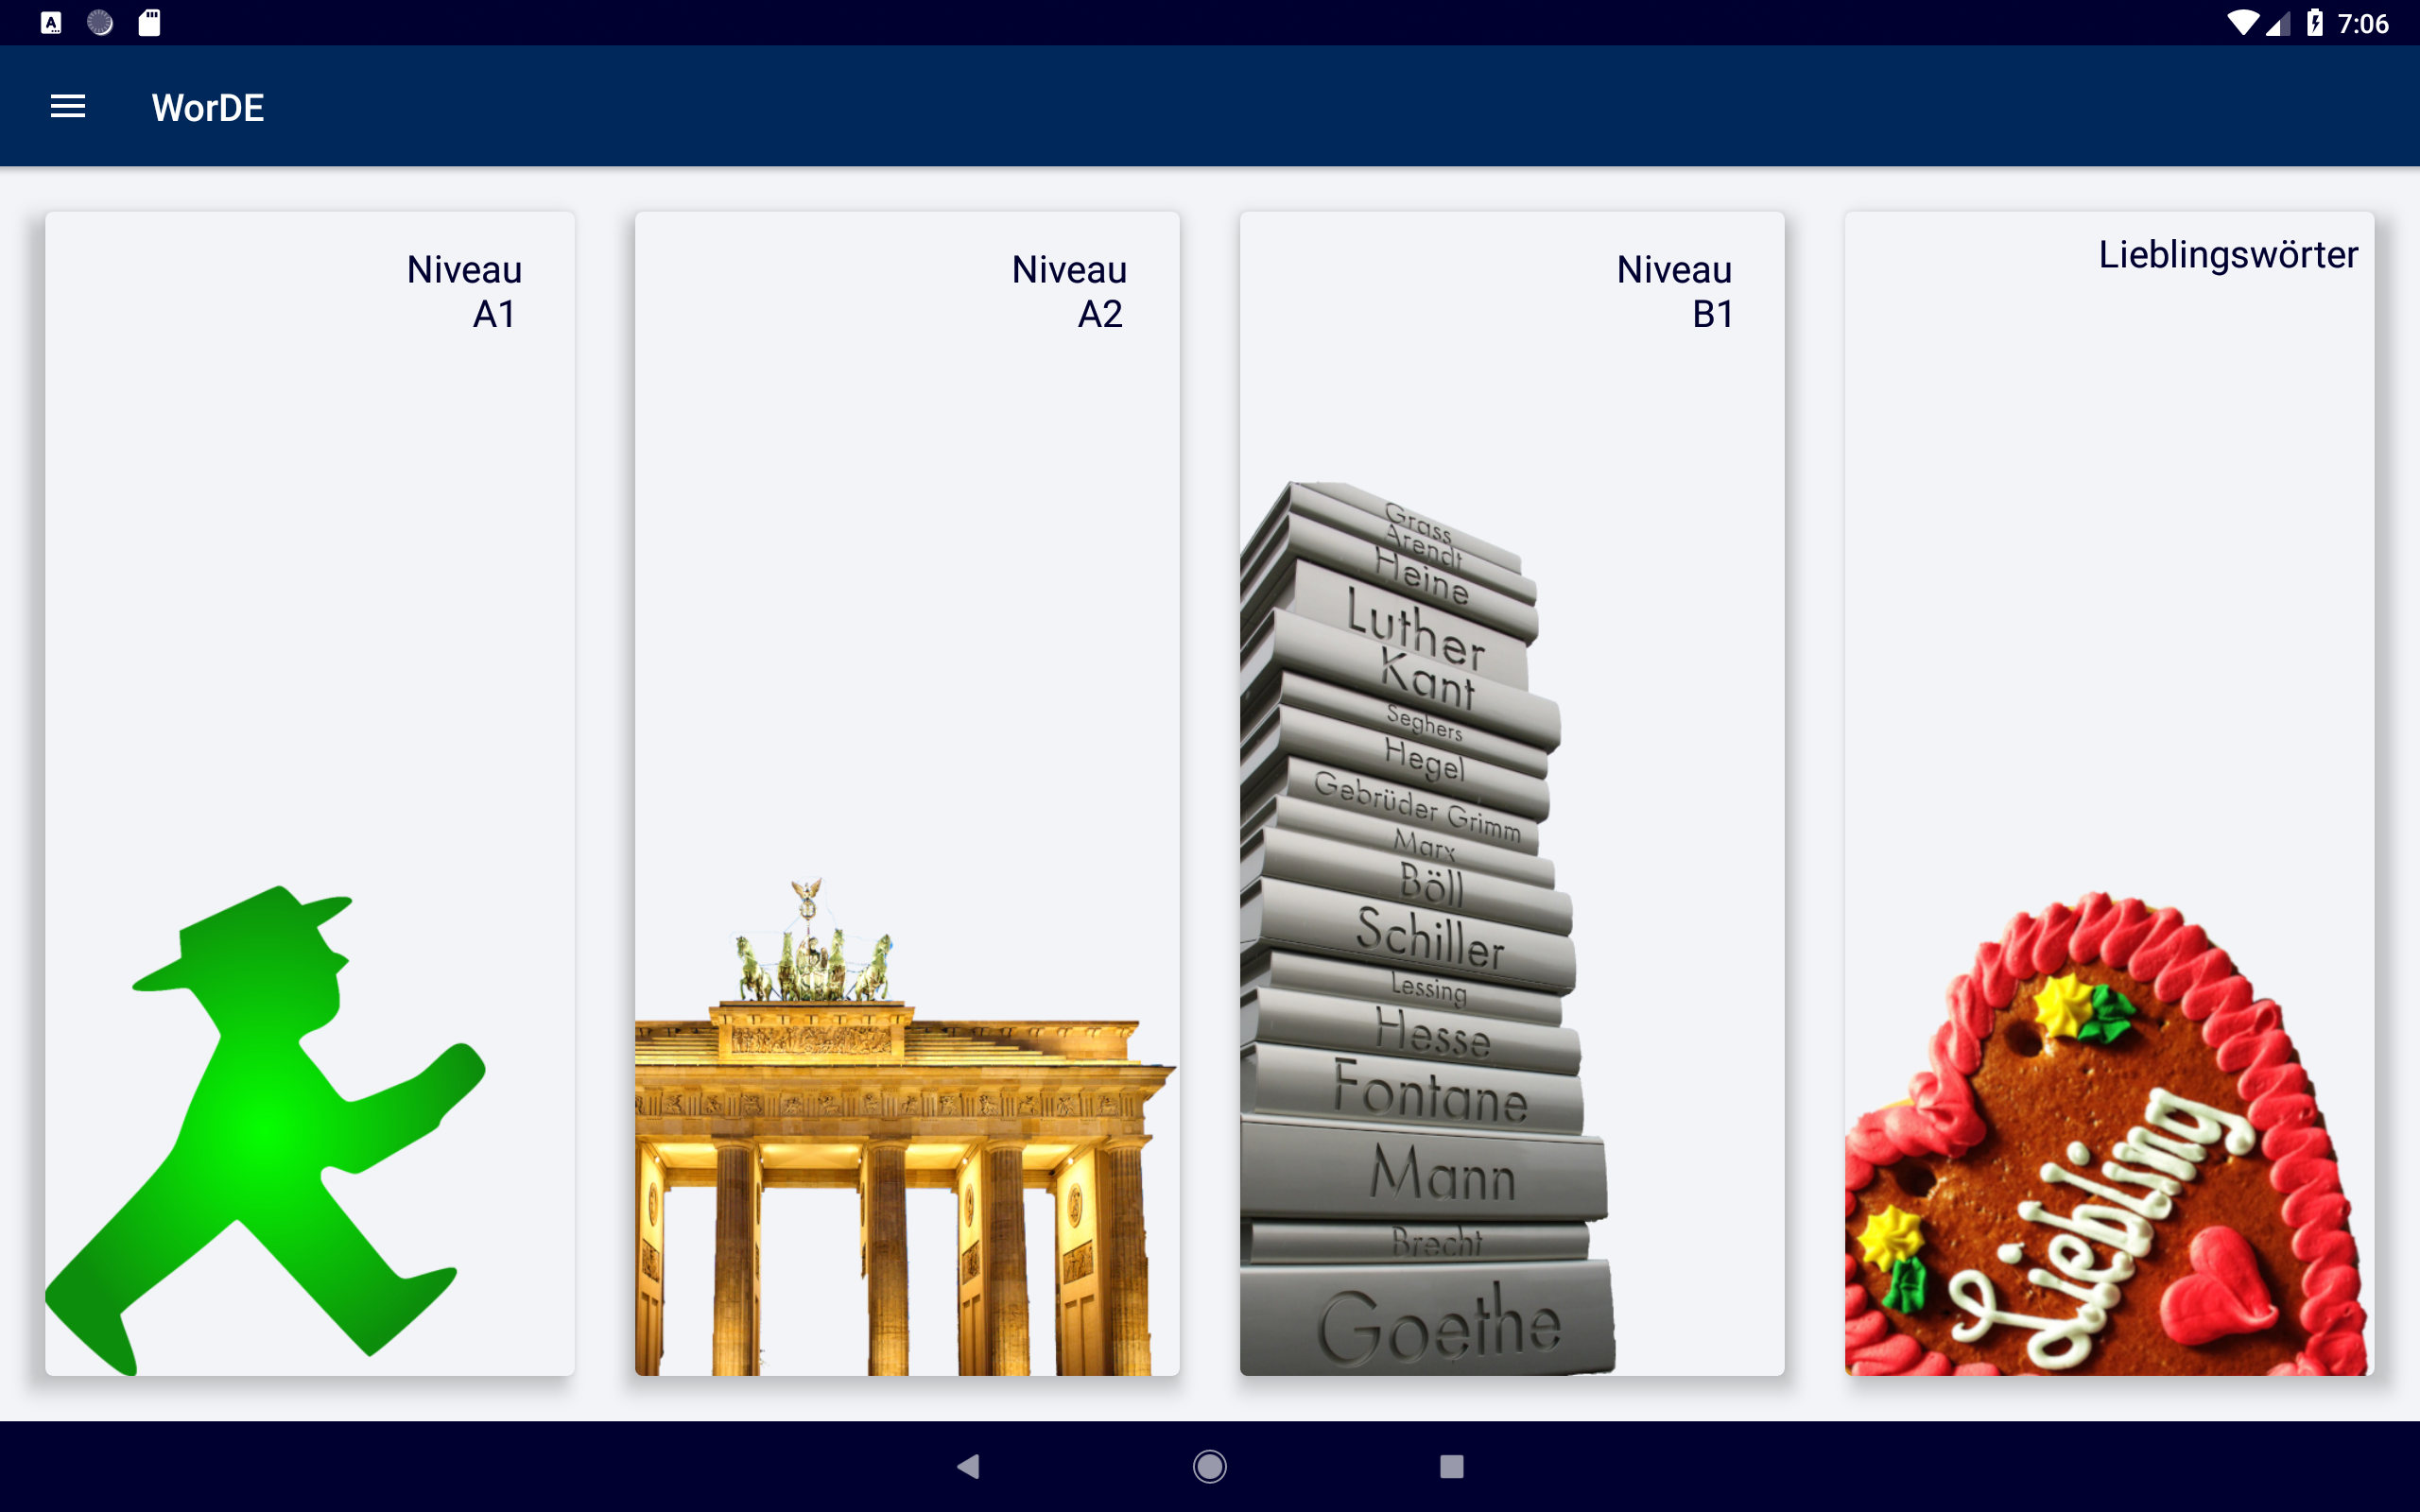 7:06
WorDE
Niveau
A1
Niveau
A2
Niveau
B1
Lieblingswörter
Grass
Arendt
Heine
Luther
Kant
Seghers
Hegel
Gebrüder Grimm
Marx
Böll
Schiller
Lessing
Hesse
Fontane
Mann
Brecht
Goethe
Liebling